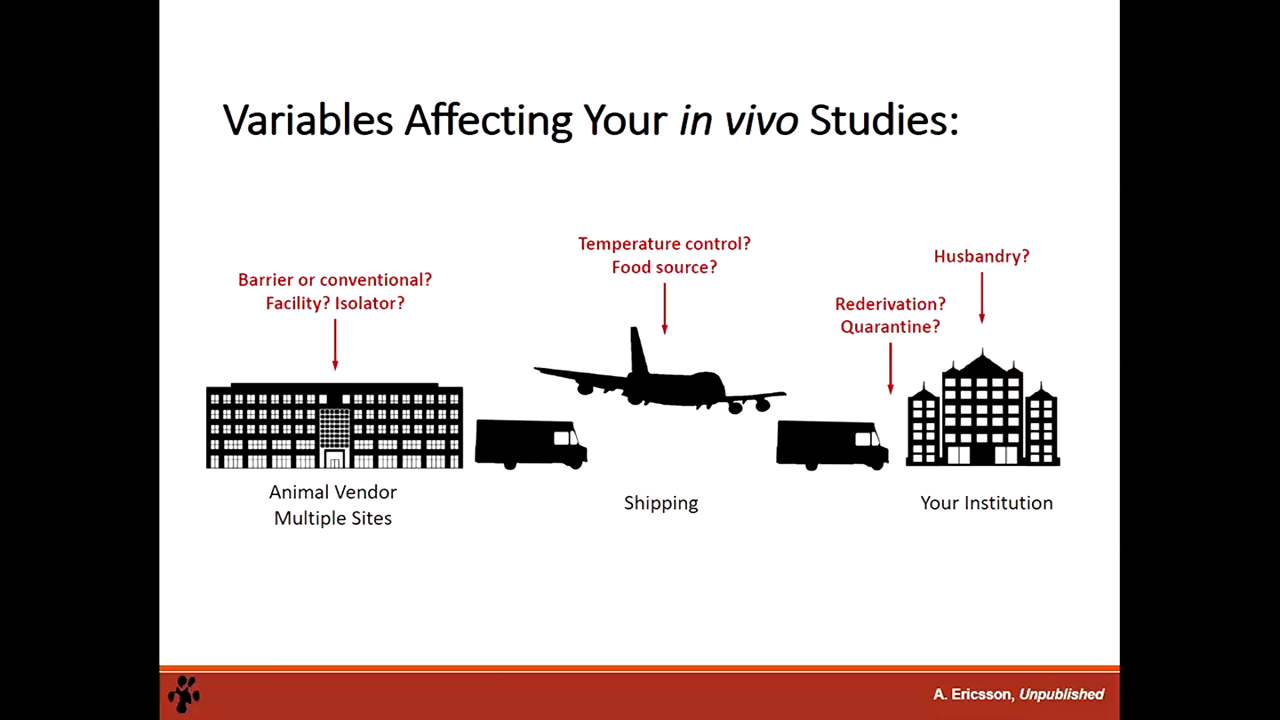 Variables Affecting Your in vivo Studies:
Temperature control?
Food source?
Husbandry?
Barrier or conventional?
Facility? Isolator?
Rederivation?
Quarantine?
Animal Vendor
Multiple Sites
Shipping
Your Institution
A. Ericsson, Unpublished